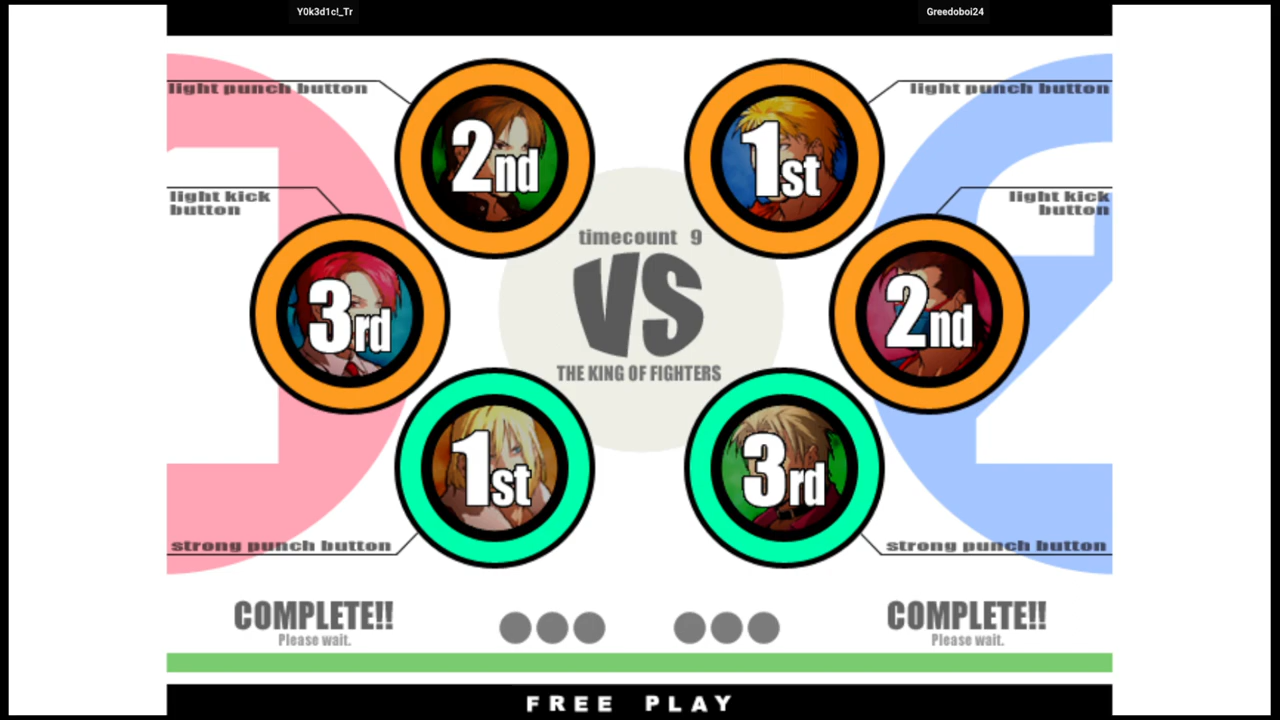 Y0k3d1c!_Tr
Greedoboi24
light punch button
light punch button
2nd
1st
light kick
button
light kick
button
timecount 9
VS
THE KING OF FIGHTERS
3rd
2nd
1st
3rd
strong punch button
strong punch button
COMPLETE!!
Please wait.
COMPLETE!!
Please wait.
FREE PLAY